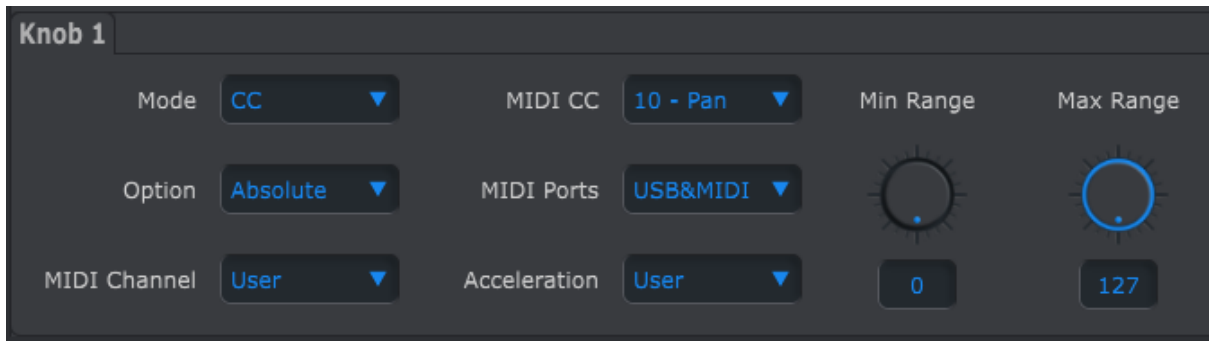 Knob 1
Mode CC MIDI CC 10 - Pan Min Range Max Range
Option Absolute MIDI Ports USB&MIDI
MIDI Channel User Acceleration User 0 127